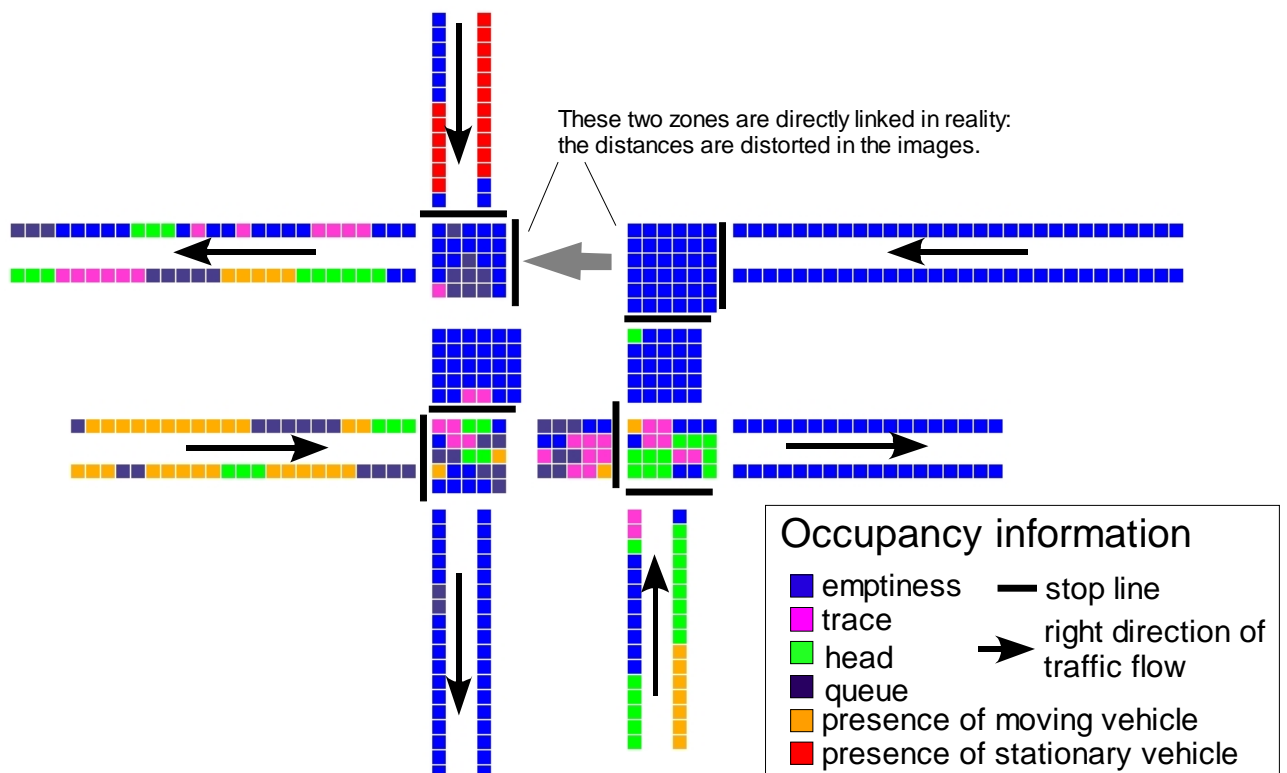 These two zones are directly linked in reality:
the distances are distorted in the images.
Occupancy information
emptiness
stop line
trace
head
right direction of
traffic flow
queue
presence of moving vehicle
presence of stationary vehicle